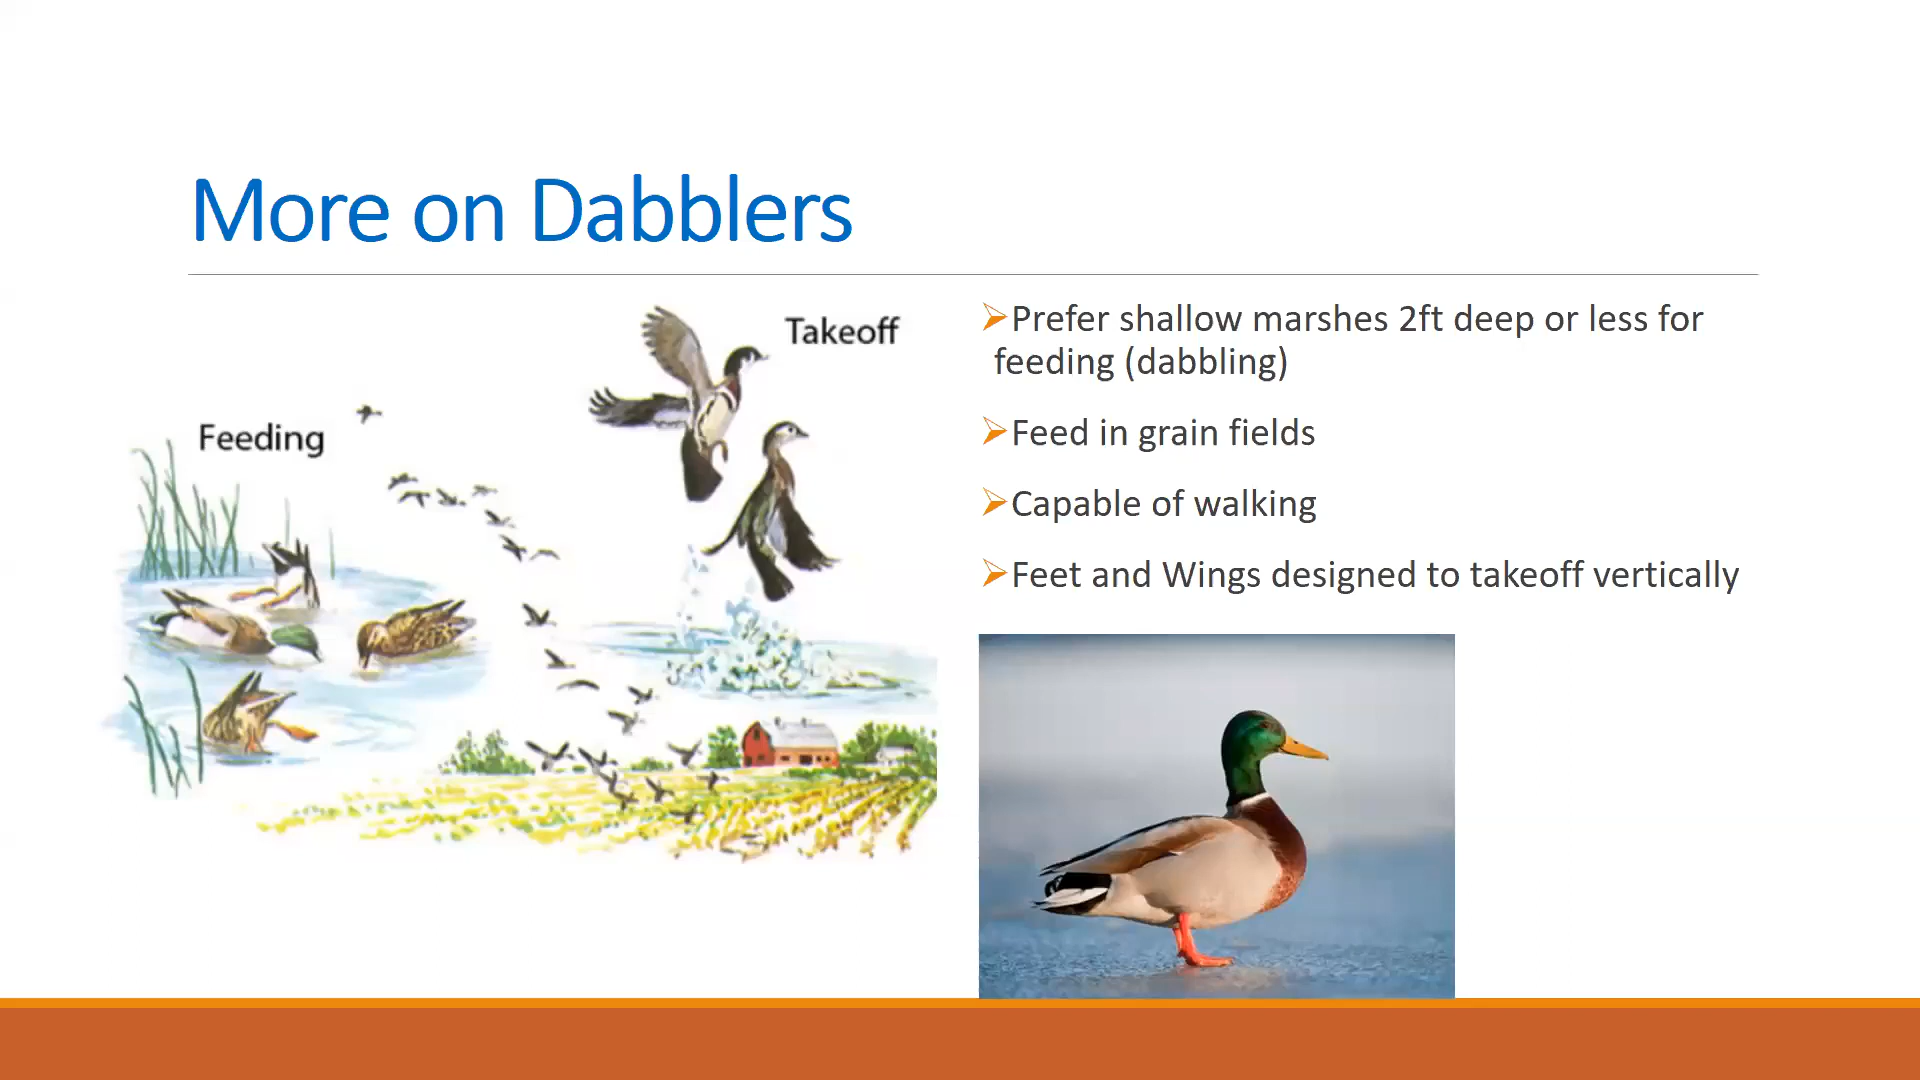 More on Dabblers
Takeoff
Feeding
Prefer shallow marshes 2ft deep or less for
feeding (dabbling)
Feed in grain fields
Capable of walking
Feet and Wings designed to takeoff vertically